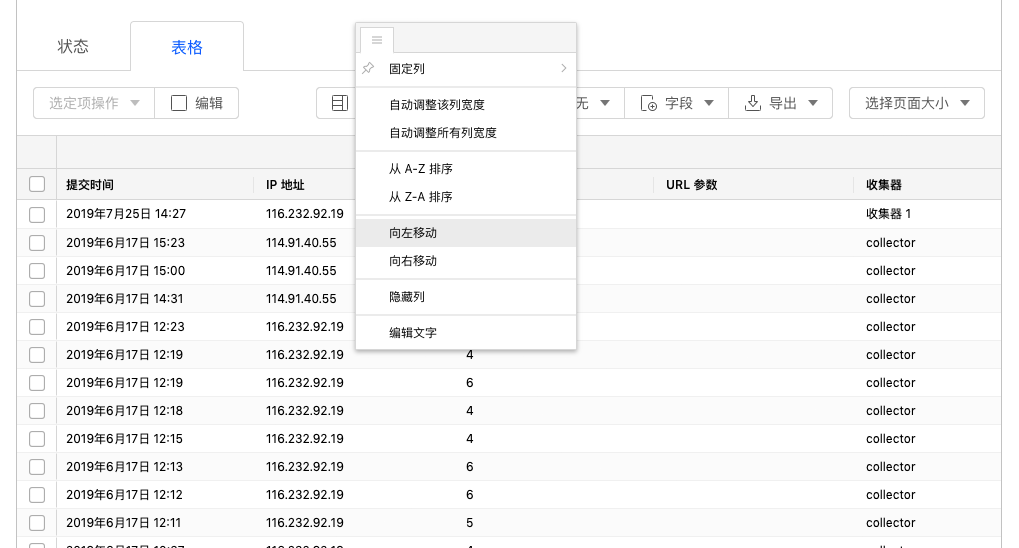 状态 表格
选定项操作 编辑 无 字段 导出 选择页面大小
固定列
自动调整该列宽度
自动调整所有列宽度
从 A-Z 排序
从 Z-A 排序
向左移动
向右移动
隐藏列
编辑文字
提交时间 IP 地址 URL 参数 收集器
2019年7月25日 14:27 116.232.92.19 收集器 1
2019年6月17日 15:23 114.91.40.55 collector
2019年6月17日 15:00 114.91.40.55 collector
2019年6月17日 14:31 114.91.40.55 collector
2019年6月17日 12:23 116.232.92.19 collector
2019年6月17日 12:19 116.232.92.19 4 collector
2019年6月17日 12:19 116.232.92.19 6 collector
2019年6月17日 12:18 116.232.92.19 4 collector
2019年6月17日 12:15 116.232.92.19 4 collector
2019年6月17日 12:13 116.232.92.19 6 collector
2019年6月17日 12:12 116.232.92.19 6 collector
2019年6月17日 12:11 116.232.92.19 5 collector